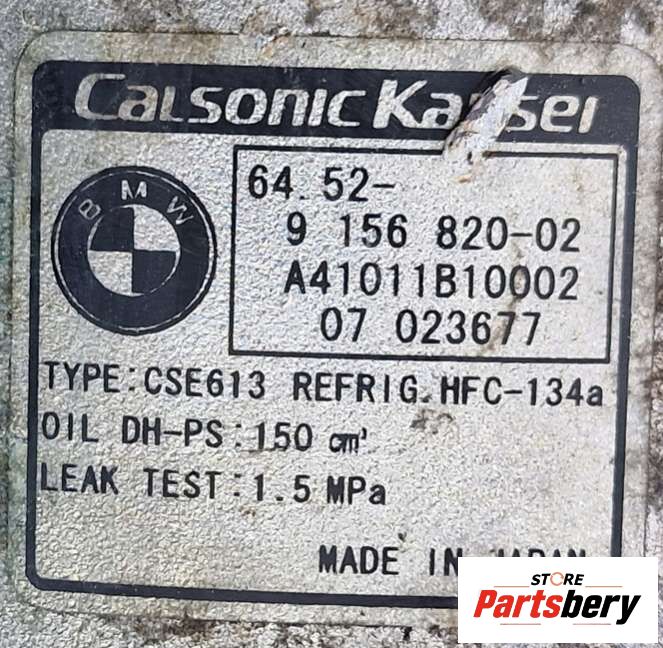 Calsonic Kansei
BMW
64.52-
9 156 820-02
A41011B10002
07 023677
TYPE:CSE613 REFRIG.HFC-134a
OIL DH-PS:150 cm³
LEAK TEST:1.5 MPa
MADE IN JAPAN
STORE
Partsbery